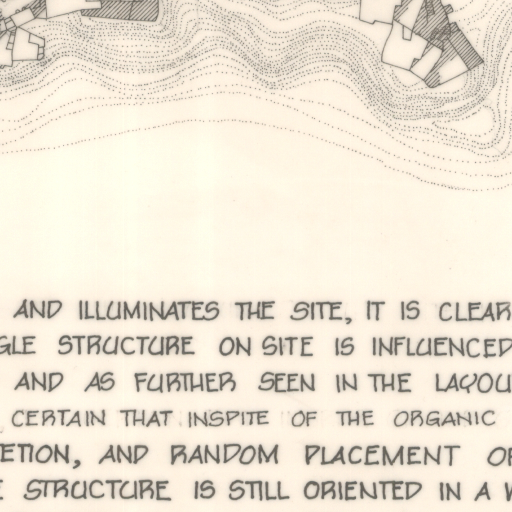 AND ILLUMINATES THE SITE, IT IS CLEAR
GLE STRUCTURE ON SITE IS INFLUENCED
AND AS FURTHER SEEN IN THE LAYOU
CERTAIN THAT INSPITE OF THE ORGANIC
ETION, AND RANDOM PLACEMENT OF
E STRUCTURE IS STILL ORIENTED IN A W